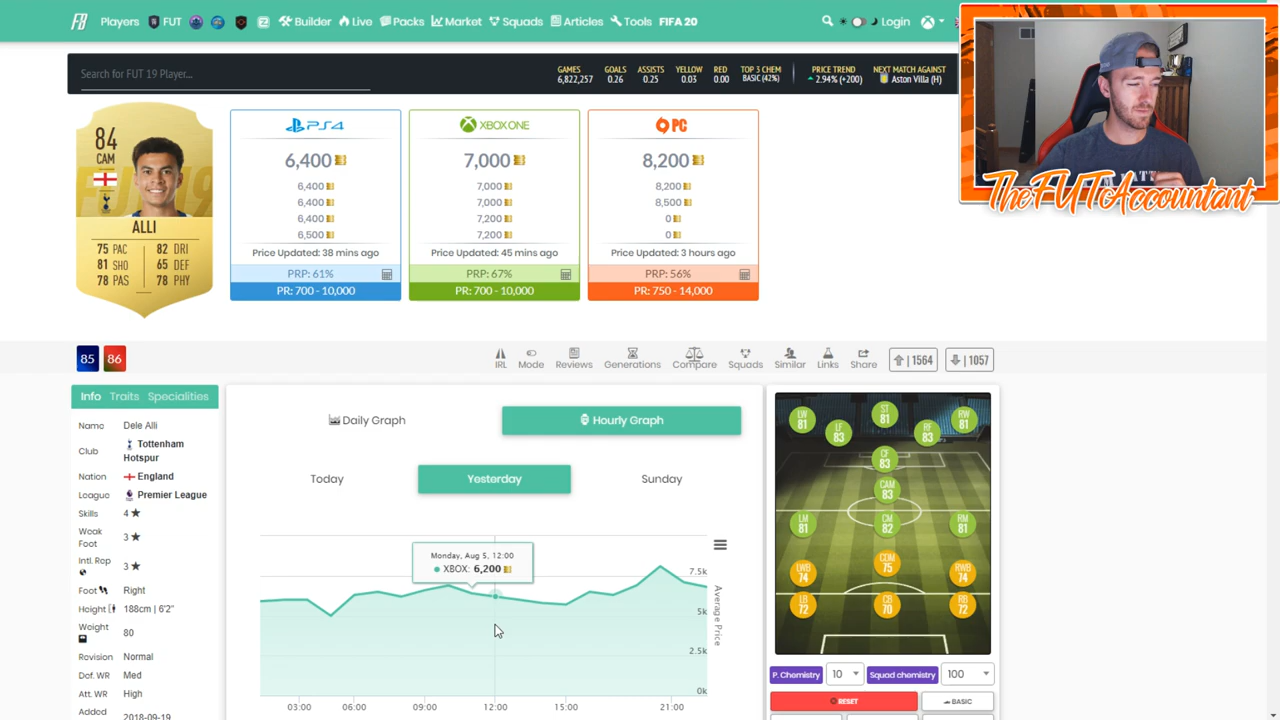 Players FUT 2 Builder Live Packs Market Squads Articles Tools FIFA 20 Login
Search for FUT 19 Player...
GAMES GOALS ASSISTS YELLOW RED TOP 3 CHEM PRICE TREND NEXT MATCH AGAINST
6,822,257 0.26 0.25 0.03 0.00 BASIC (42%) 2.94% (+200) Aston Villa (H)
TheFUTAccountant
84
CAM
ALLI
75 PAC 82 DRI
81 SHO 65 DEF
78 PAS 78 PHY
PS4
6,400
6,400
6,400
6,400
6,500
Price Updated: 38 mins ago
PRP: 61%
PR: 700 - 10,000
XBOX ONE
7,000
7,000
7,000
7,200
7,200
Price Updated: 45 mins ago
PRP: 67%
PR: 700 - 10,000
PC
8,200
8,200
8,500
0
0
Price Updated: 3 hours ago
PRP: 56%
PR: 750 - 14,000
85 86
IRL Mode Reviews Generations Compare Squads Similar Links Share | 1564 | 1057
Info Traits Specialities
Name Dele Alli
Club Tottenham
Hotspur
Nation England
League Premier League
Skills 4
Weak
Foot 3
Intl. Rep 3
Foot Right
Height 188cm | 6'2"
Weight 80
Revision Normal
Def. WR Med
Att. WR High
Added 2018-09-19
Daily Graph Hourly Graph
Today Yesterday Sunday
Monday, Aug 5, 12:00
XBOX: 6,200
7.5k
5k
2.5k
0k
Average Price
03:00 06:00 09:00 12:00 15:00 21:00
LW 81 ST 81 RW 81
LF 83 RF 83
CF 83
CAM 83
LM 81 CM 82 RM 81
CDM 75
LWB 74 RWB 74
LB 72 CB 70 RB 72
P. Chemistry 10 Squad chemistry 100
RESET BASIC